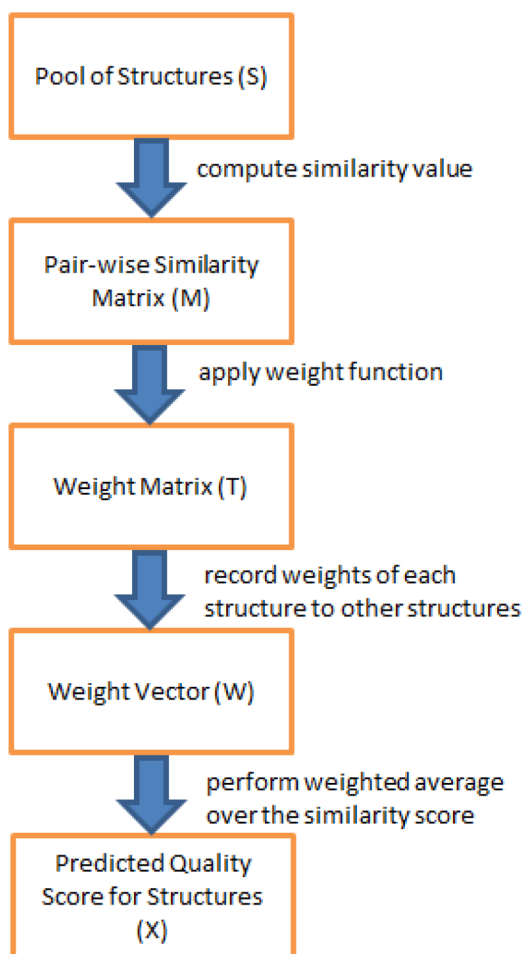 Pool of Structures (S)
compute similarity value
Pair-wise Similarity
Matrix (M)
apply weight function
Weight Matrix (T)
record weights of each
structure to other structures
Weight Vector (W)
perform weighted average
over the similarity score
Predicted Quality
Score for Structures
(X)